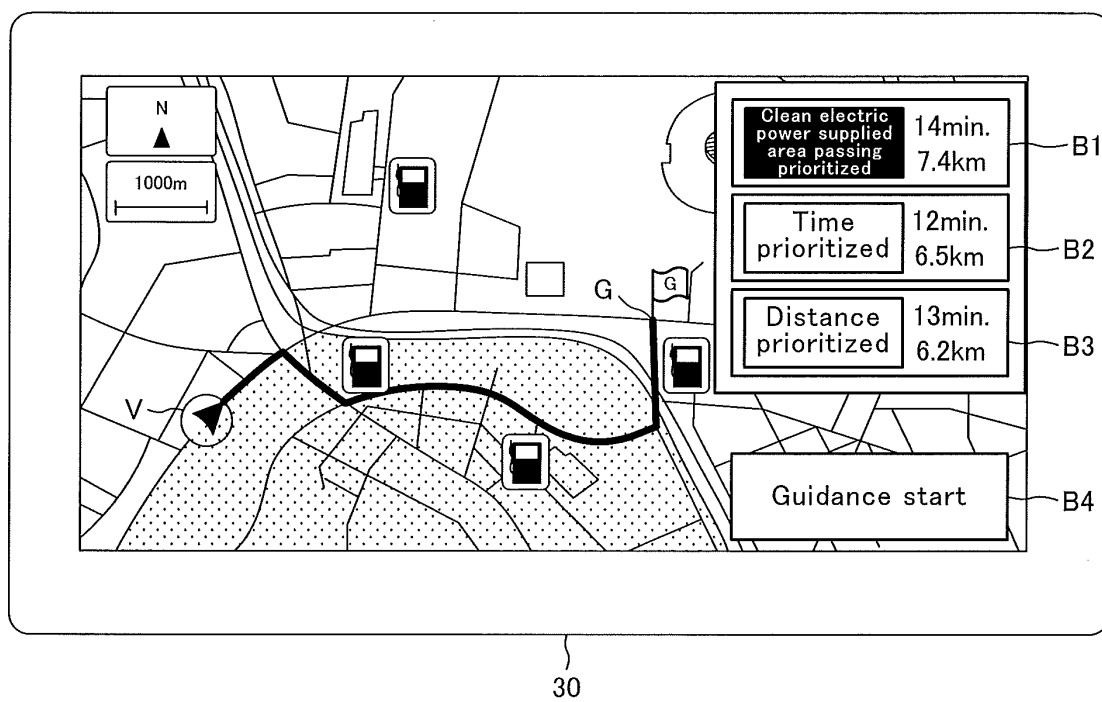 N
1000m
Clean electric
power supplied
area passing
prioritized
14min.
7.4km
B1
Time
prioritized
12min.
6.5km
B2
G
G
Distance
prioritized
13min.
6.2km
B3
V
Guidance start
B4
30